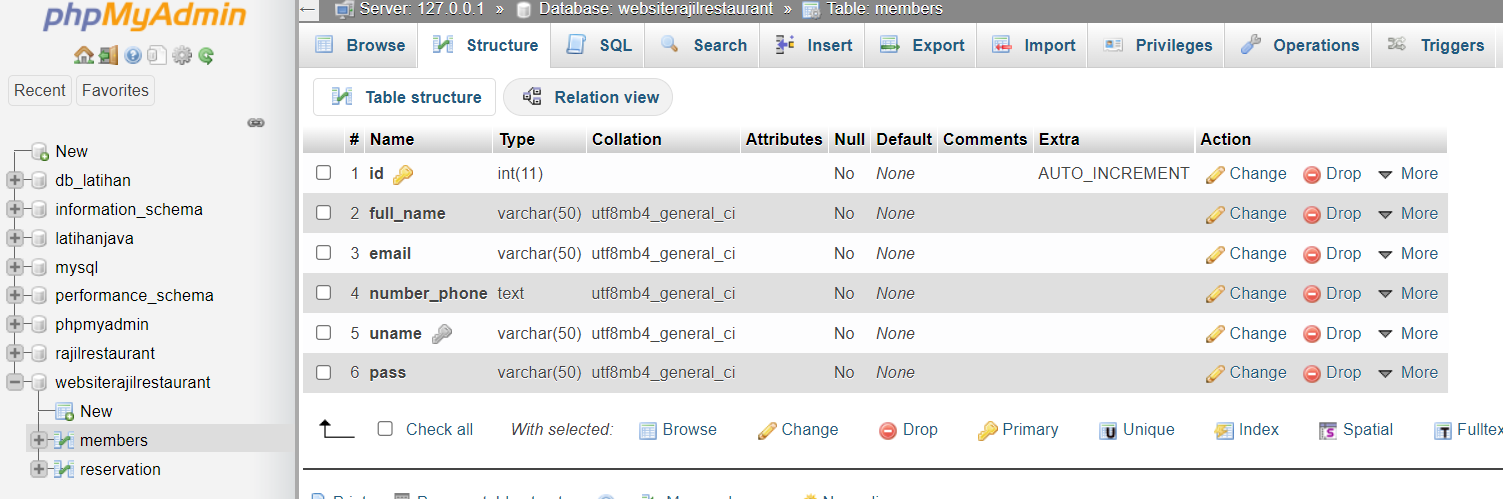 phpMyAdmin
Recent Favorites
New
db_latihan
information_schema
latihanjava
mysql
performance_schema
phpmyadmin
rajilrestaurant
websiterajilrestaurant
New
members
reservation
Server: 127.0.0.1 » Database: websiterajilrestaurant » Table: members
Browse Structure SQL Search Insert Export Import Privileges Operations Triggers
Table structure Relation view
# Name Type Collation Attributes Null Default Comments Extra Action
1 id int(11) No None AUTO_INCREMENT Change Drop More
2 full_name varchar(50) utf8mb4_general_ci No None Change Drop More
3 email varchar(50) utf8mb4_general_ci No None Change Drop More
4 number_phone text utf8mb4_general_ci No None Change Drop More
5 uname varchar(50) utf8mb4_general_ci No None Change Drop More
6 pass varchar(50) utf8mb4_general_ci No None Change Drop More
Check all With selected: Browse Change Drop Primary Unique Index Spatial Fulltex